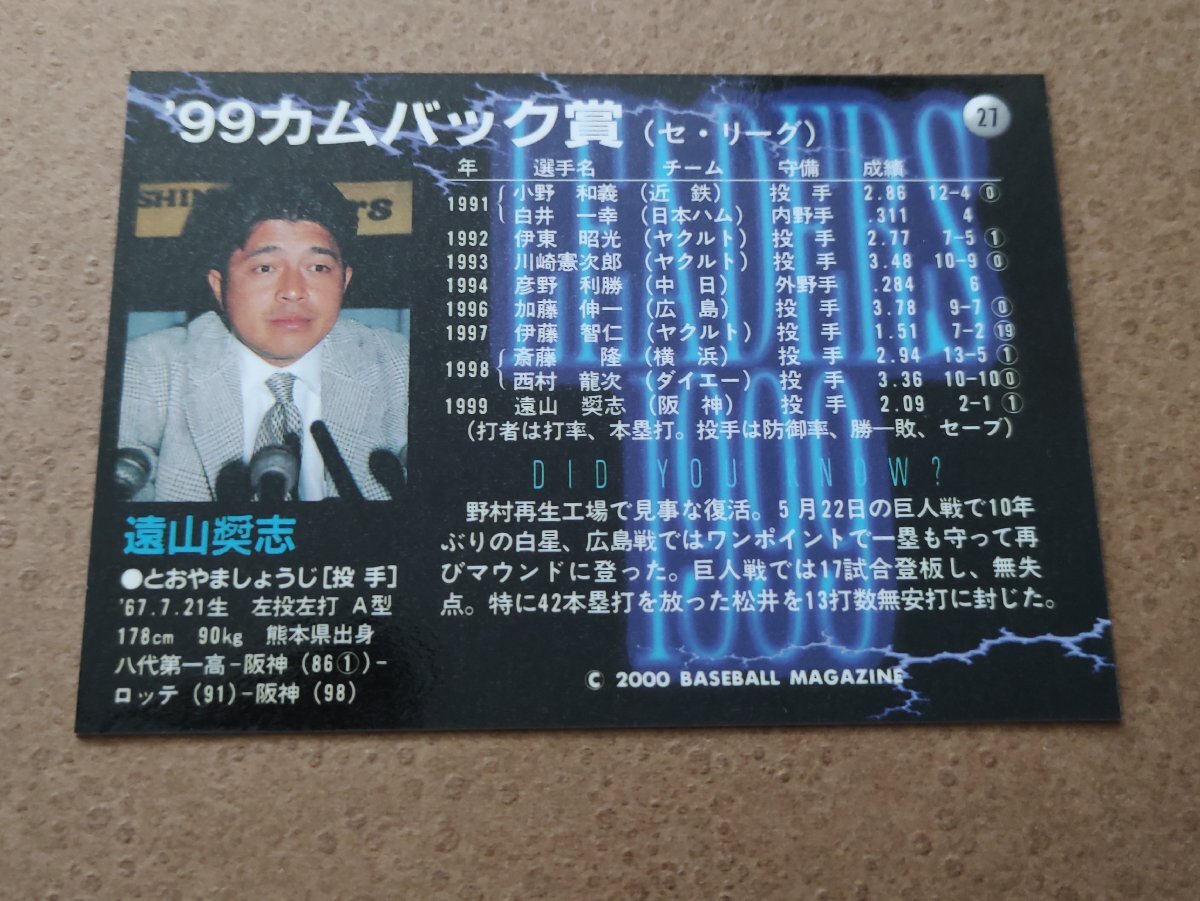 '99カムバック賞（セ・リーグ）
27
年　選手名　チーム　守備　成績
1991 小野　和義（近　鉄）投　手 2.86 12-4 ⓪
白井　一幸（日本ハム）内野手 .311 4
1992 伊東　昭光（ヤクルト）投　手 2.77 7-5 ①
1993 川崎憲次郎（ヤクルト）投　手 3.48 10-9 ⓪
1994 彦野　利勝（中　日）外野手 .284 6
1996 加藤　伸一（広　島）投　手 3.78 9-7 ⓪
1997 伊藤　智仁（ヤクルト）投　手 1.51 7-2 ⑲
1998 斎藤　隆（横　浜）投　手 2.94 13-5 ①
西村　龍次（ダイエー）投　手 3.36 10-10 ⓪
1999 遠山　奬志（阪　神）投　手 2.09 2-1 ①
（打者は打率、本塁打。投手は防御率、勝一敗、セーブ）
DID YOU KNOW?
野村再生工場で見事な復活。5月22日の巨人戦で10年
ぶりの白星、広島戦ではワンポイントで一塁も守って再
びマウンドに登った。巨人戦では17試合登板し、無失
点。特に42本塁打を放った松井を13打数無安打に封じた。
© 2000 BASEBALL MAGAZINE
遠山奬志
●とおやましょうじ[投 手]
'67.7.21生　左投左打　A型
178cm　90kg　熊本県出身
八代第一高−阪神（86①）−
ロッテ（91）−阪神（98）
LEADERS
1999